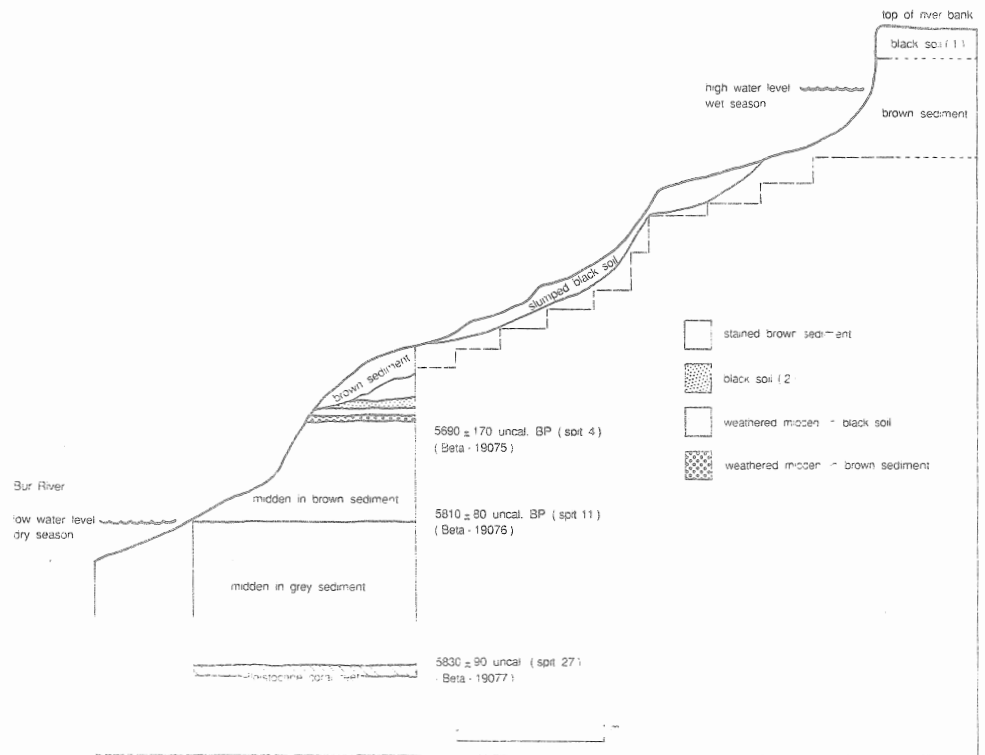 top of river bank
black soil (1)
high water level
wet season
brown sediment
slumped black soil
stained brown sediment
brown sediment
black soil (2
weathered midden black soil
5690 ± 170 uncal. BP (spit 4)
(Beta - 19075)
weathered midden brown sediment
Bur River
midden in brown sediment
low water level
dry season
5810 ± 80 uncal. BP (spit 11)
(Beta - 19076)
midden in grey sediment
5830 ± 90 uncal (spit 27)
Beta - 19077)
Pleistocene coral reef